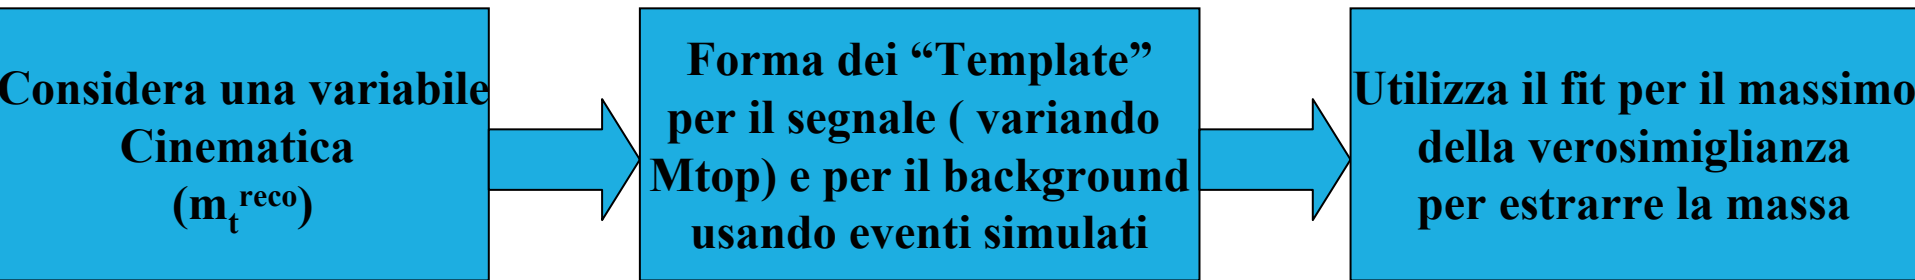 Considera una variabile
Cinematica
(mₜʳᵉᶜᵒ)
Forma dei “Template”
per il segnale ( variando
Mtop) e per il background
usando eventi simulati
Utilizza il fit per il massimo
della verosimiglianza
per estrarre la massa